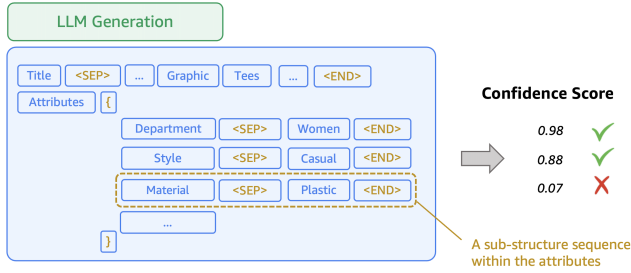 LLM Generation
Title <SEP> ... Graphic Tees ... <END>
Attributes {
Department <SEP> Women <END>
Style <SEP> Casual <END>
Material <SEP> Plastic <END>
...
}
Confidence Score
0.98
0.88
0.07
A sub-structure sequence
within the attributes